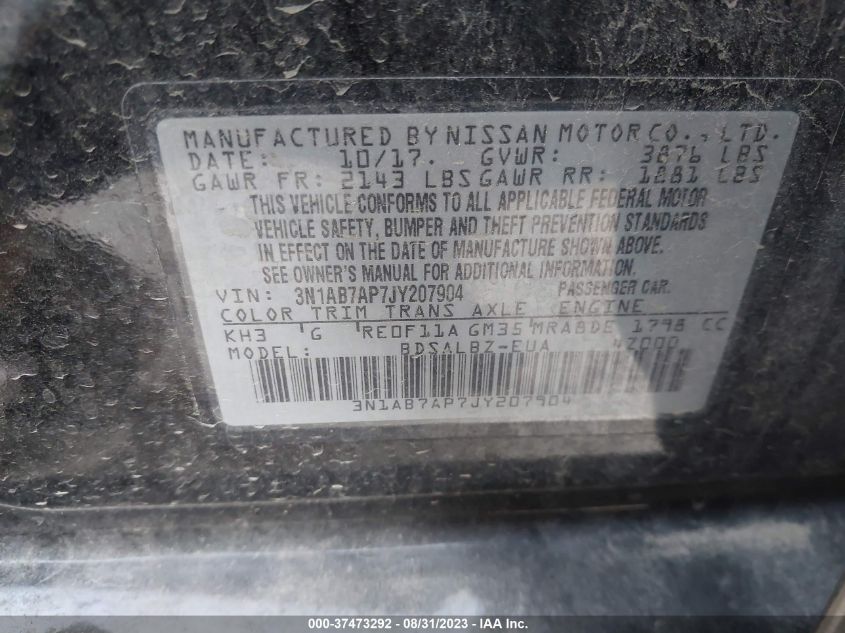 MANUFACTURED BY NISSAN MOTOR CO., LTD.
DATE: 10/17. GVWR: 3876 LBS
GAWR FR: 2143 LBS GAWR RR: 1881 LBS
THIS VEHICLE CONFORMS TO ALL APPLICABLE FEDERAL MOTOR
VEHICLE SAFETY, BUMPER AND THEFT PREVENTION STANDARDS
IN EFFECT ON THE DATE OF MANUFACTURE SHOWN ABOVE.
SEE OWNER'S MANUAL FOR ADDITIONAL INFORMATION.
VIN: 3N1AB7AP7JY207904 PASSENGER CAR.
COLOR TRIM TRANS AXLE ENGINE
KH3 G RE0F11A GM35 MRA8DE 1798 CC
MODEL: BDSALBZ-EUA
3N1AB7AP7JY207904
000-37473292 - 08/31/2023 - IAA Inc.